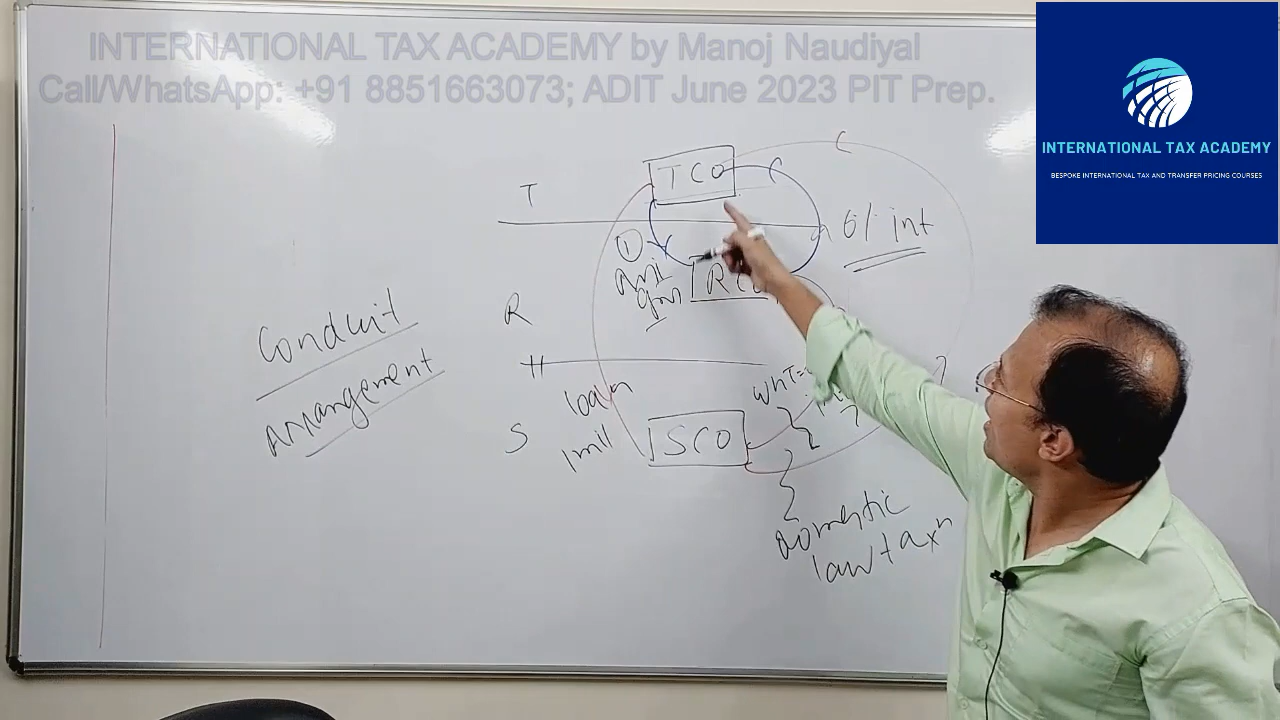 INTERNATIONAL TAX ACADEMY by Manoj Naudiyal
Call/WhatsApp: +91 8851663073; ADIT June 2023 PIT Prep.
INTERNATIONAL TAX ACADEMY
BESPOKE INTERNATIONAL TAX AND TRANSFER PRICING COURSES
T
TCO
6% int
1
R
Conduit
arrangement
loan
1mil
S
SCO
WHT
Domestic
law taxn